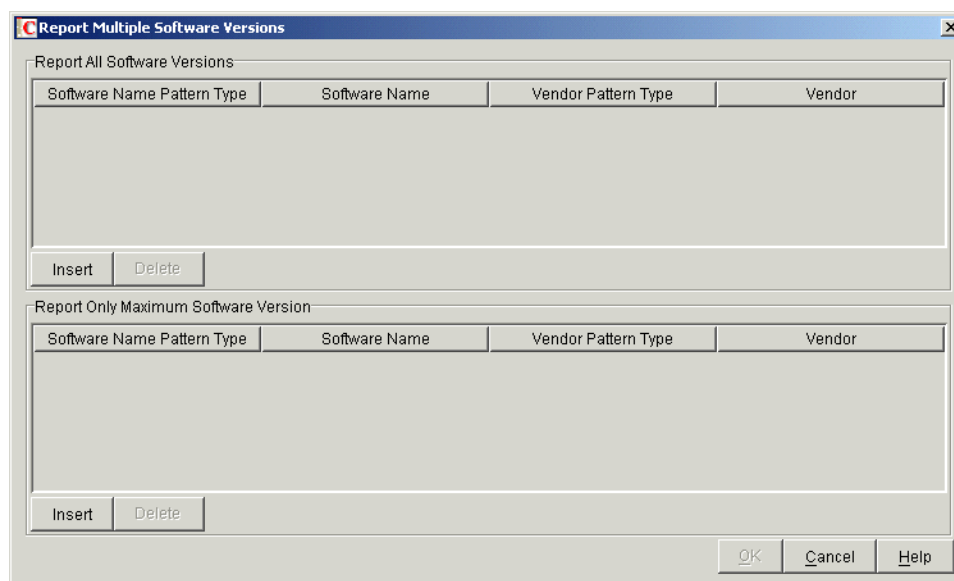 Report Multiple Software Versions
Report All Software Versions
Software Name Pattern Type Software Name Vendor Pattern Type Vendor
Insert Delete
Report Only Maximum Software Version
Software Name Pattern Type Software Name Vendor Pattern Type Vendor
Insert Delete
OK Cancel Help